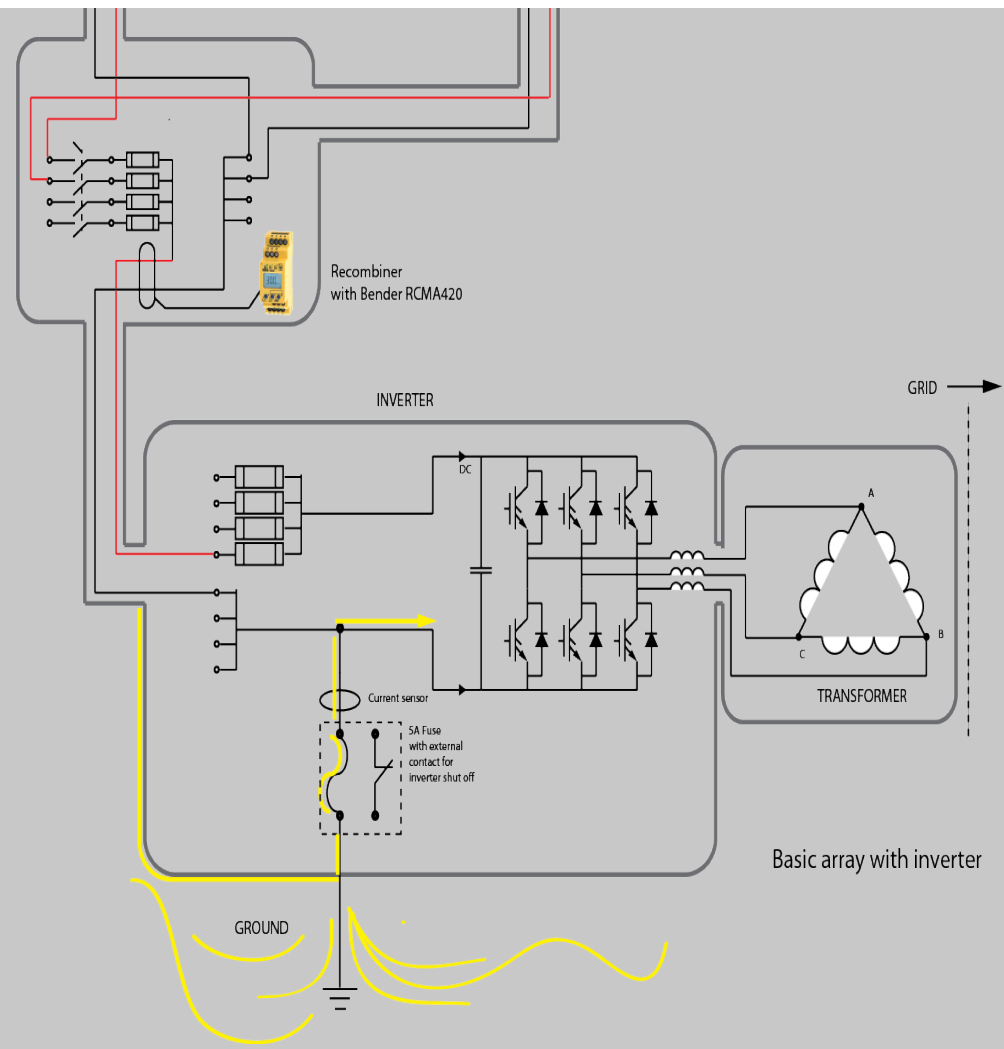 Recombiner
with Bender RCMA420
GRID
INVERTER
DC
A
B
C
TRANSFORMER
Current sensor
5A Fuse
with external
contact for
inverter shut off
Basic array with inverter
GROUND